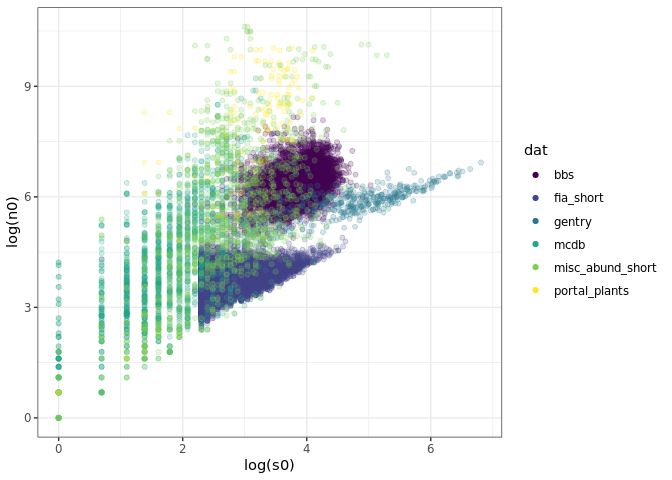 9
6
3
0
log(n0)
0 2 4 6
log(s0)
dat
bbs
fia_short
gentry
mcdb
misc_abund_short
portal_plants